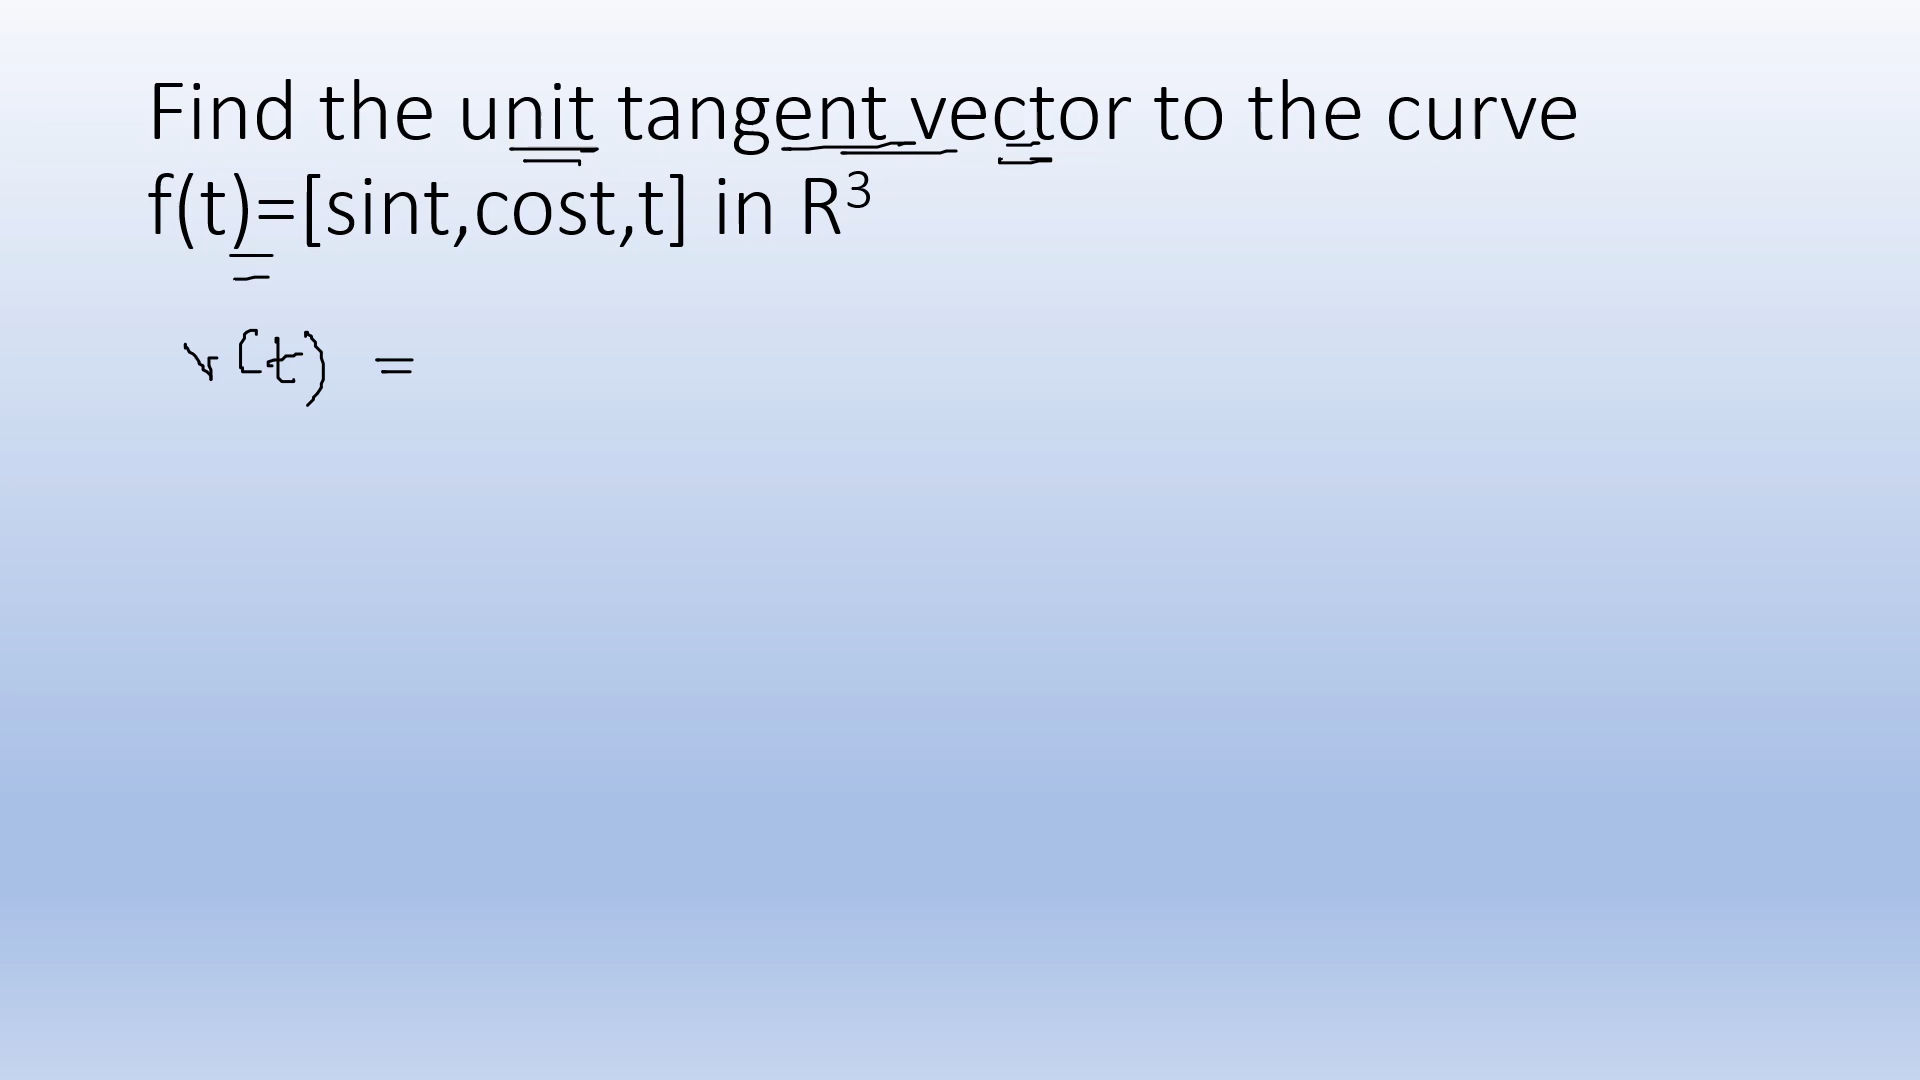 Find the unit tangent vector to the curve
f(t)=[sint,cost,t] in R³
r(t) =